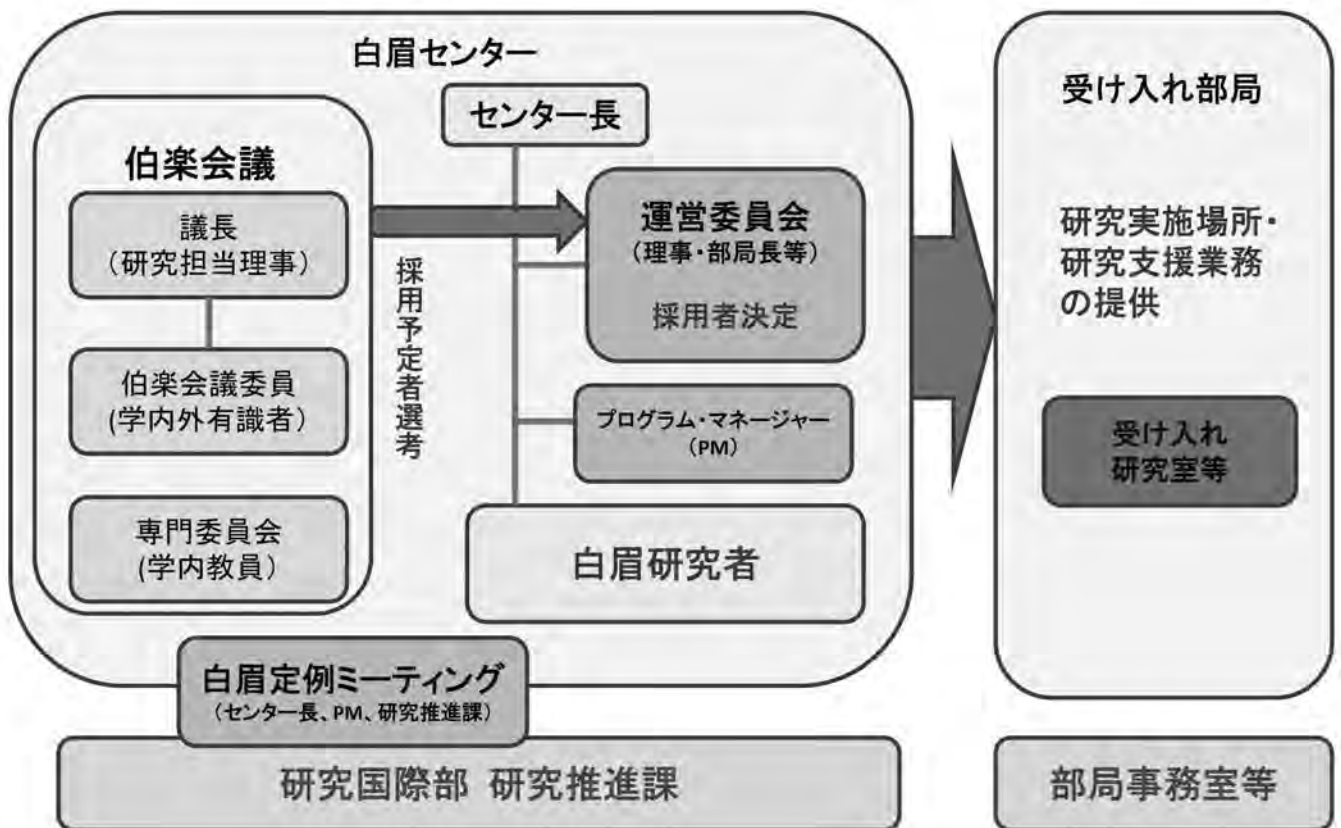 白眉センター
伯楽会議
議長
（研究担当理事）
伯楽会議委員
(学内外有識者）
専門委員会
(学内教員）
採用予定者選考
センター長
運営委員会
（理事・部局長等）
採用者決定
プログラム・マネージャー
（PM）
白眉研究者
白眉定例ミーティング
（センター長、PM、研究推進課）
研究国際部 研究推進課
受け入れ部局
研究実施場所・
研究支援業務
の提供
受け入れ
研究室等
部局事務室等